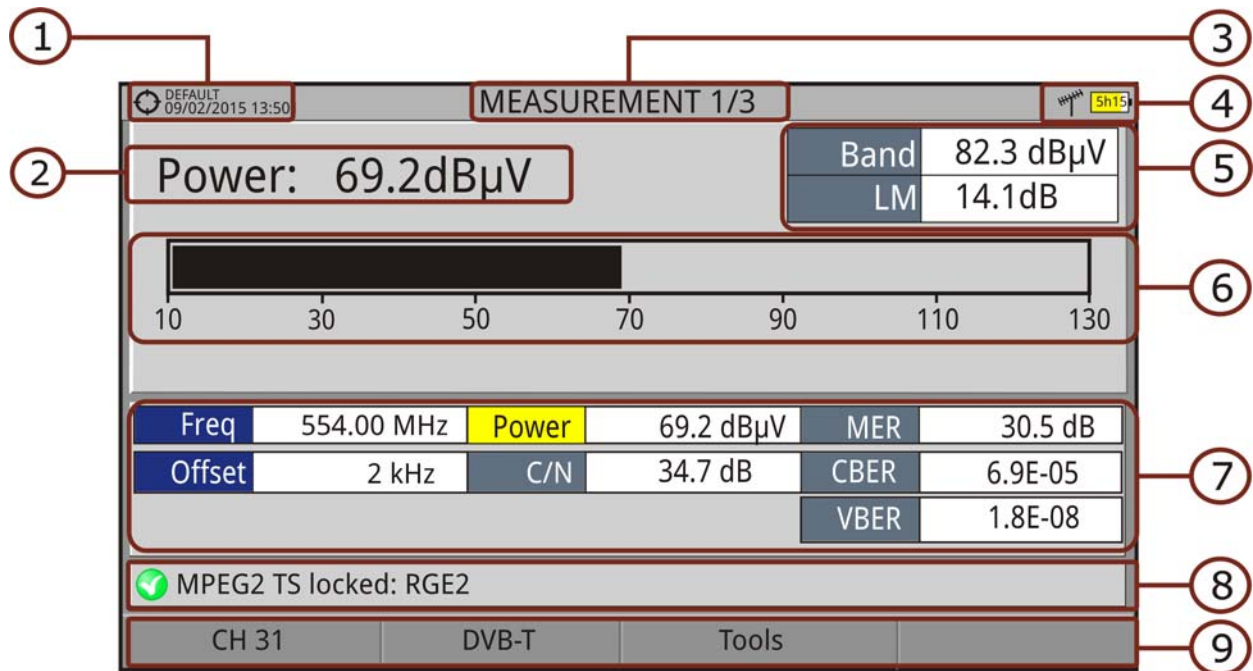 1
3
DEFAULT
09/02/2015 13:50
MEASUREMENT 1/3
5h15
4
2
Power: 69.2dBµV
Band 82.3 dBµV
LM 14.1dB
5
6
10 30 50 70 90 110 130
Freq 554.00 MHz Power 69.2 dBµV MER 30.5 dB
Offset 2 kHz C/N 34.7 dB CBER 6.9E-05
VBER 1.8E-08
7
MPEG2 TS locked: RGE2
8
CH 31 DVB-T Tools
9